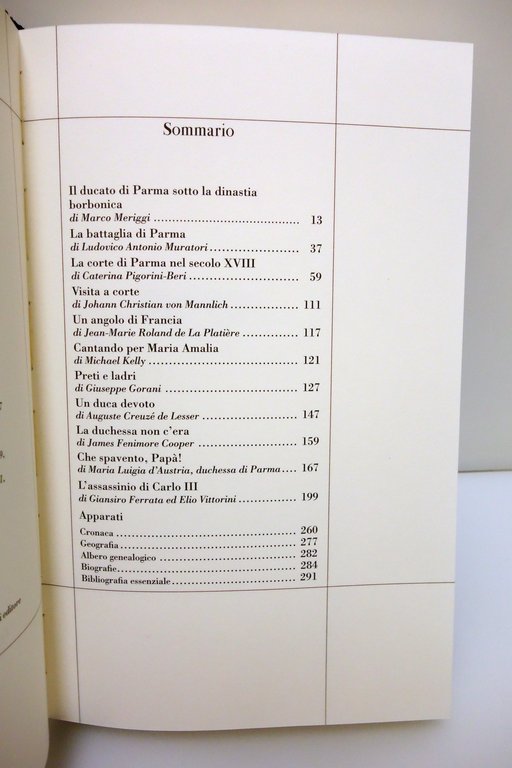 Sommario
Il ducato di Parma sotto la dinastia
borbonica
di Marco Meriggi ........................................ 13
La battaglia di Parma
di Ludovico Antonio Muratori ........................ 37
La corte di Parma nel secolo XVIII
di Caterina Pigorini-Beri .............................. 59
Visita a corte
di Johann Christian von Mannlich ................... 111
Un angolo di Francia
di Jean-Marie Roland de La Platière ............... 117
Cantando per Maria Amalia
di Michael Kelly .......................................... 121
Preti e ladri
di Giuseppe Gorani ..................................... 127
Un duca devoto
di Auguste Creuzé de Lesser ......................... 147
La duchessa non c'era
di James Fenimore Cooper ........................... 159
Che spavento, Papà!
di Maria Luigia d'Austria, duchessa di Parma .... 167
L'assassinio di Carlo III
di Giansiro Ferrata ed Elio Vittorini ................ 199
Apparati
Cronaca .................................................... 260
Geografia .................................................. 277
Albero genealogico ...................................... 282
Biografie ................................................... 284
Bibliografia essenziale .................................. 291
editore